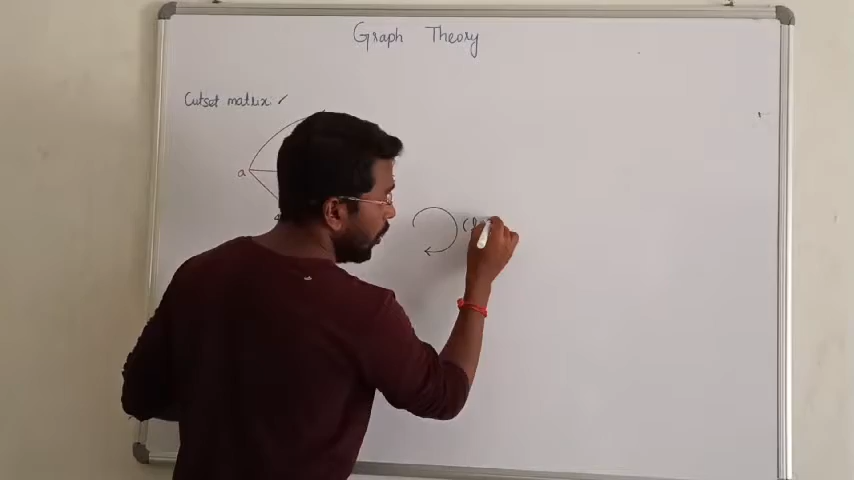 Graph Theory
Cutset matrix ✓
a